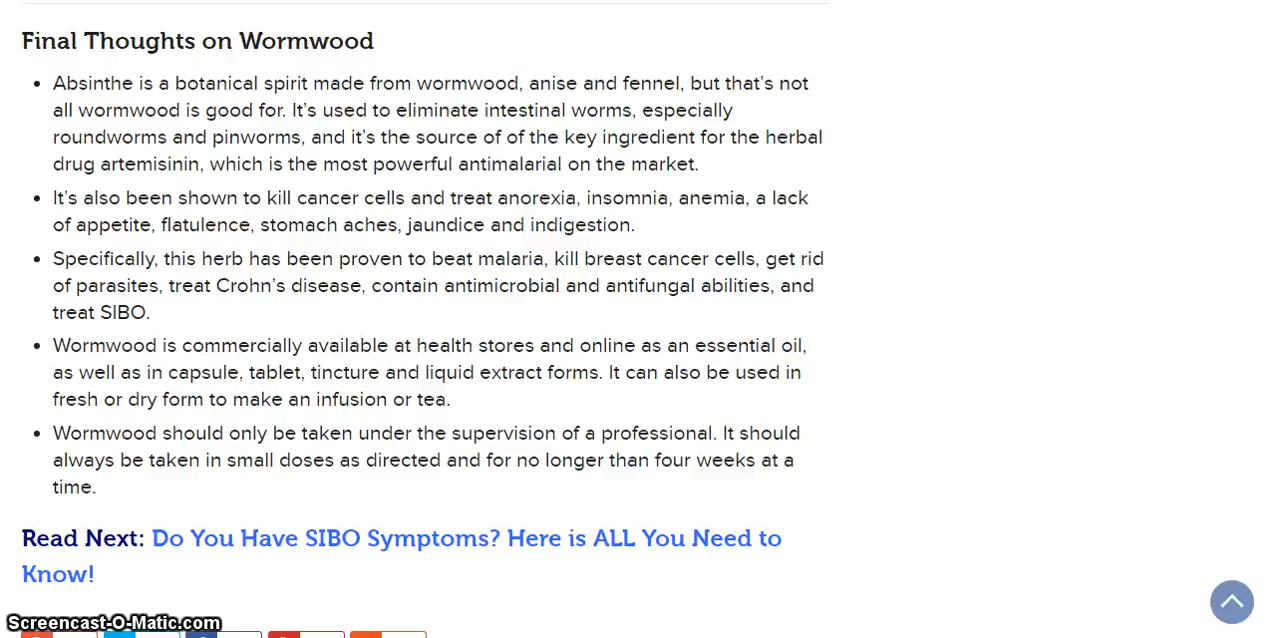 Final Thoughts on Wormwood
• Absinthe is a botanical spirit made from wormwood, anise and fennel, but that's not
all wormwood is good for. It's used to eliminate intestinal worms, especially
roundworms and pinworms, and it's the source of of the key ingredient for the herbal
drug artemisinin, which is the most powerful antimalarial on the market.
• It's also been shown to kill cancer cells and treat anorexia, insomnia, anemia, a lack
of appetite, flatulence, stomach aches, jaundice and indigestion.
• Specifically, this herb has been proven to beat malaria, kill breast cancer cells, get rid
of parasites, treat Crohn's disease, contain antimicrobial and antifungal abilities, and
treat SIBO.
• Wormwood is commercially available at health stores and online as an essential oil,
as well as in capsule, tablet, tincture and liquid extract forms. It can also be used in
fresh or dry form to make an infusion or tea.
• Wormwood should only be taken under the supervision of a professional. It should
always be taken in small doses as directed and for no longer than four weeks at a
time.
Read Next: Do You Have SIBO Symptoms? Here is ALL You Need to
Know!
Screencast-O-Matic.com